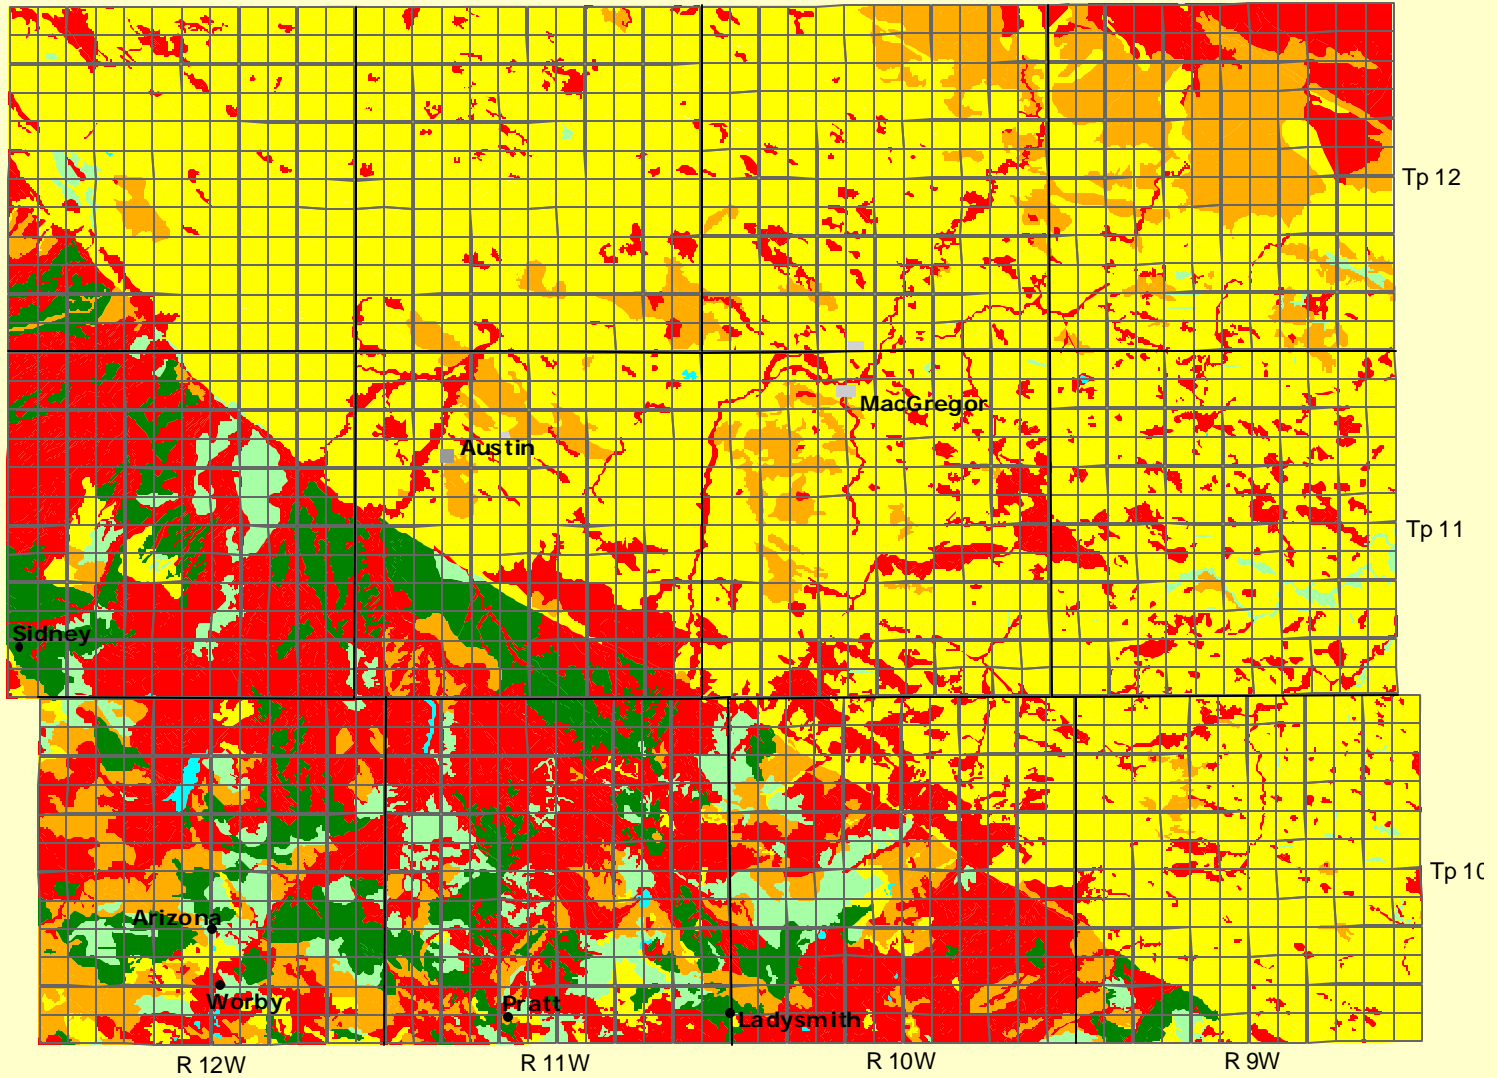 Tp 12
MacGregor
Austin
Tp 11
Sidney
Tp 10
Arizona
Worby
Pratt
Ladysmith
R 12W
R 11W
R 10W
R 9W